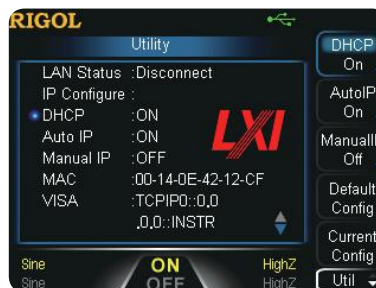 RIGOL
Utility
LAN Status :Disconnect
IP Configure :
DHCP :ON
Auto IP :ON
Manual IP :OFF
MAC :00-14-0E-42-12-CF
VISA :TCPIP0::0.0
.0.0::INSTR
LXI
DHCP
On
AutoIP
On
ManualI
Off
Default
Config
Current
Config
Util
Sine ON HighZ
Sine OFF HighZ